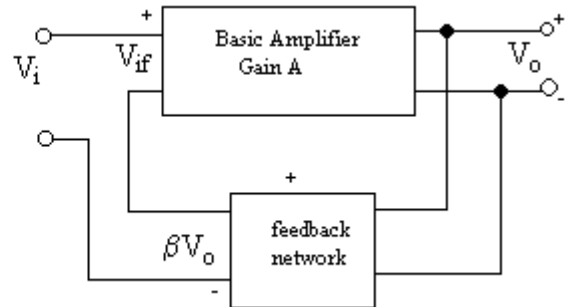 +
Basic Amplifier
Gain A
+
Vi
Vif
Vo
-
+
feedback
network
βVo
-